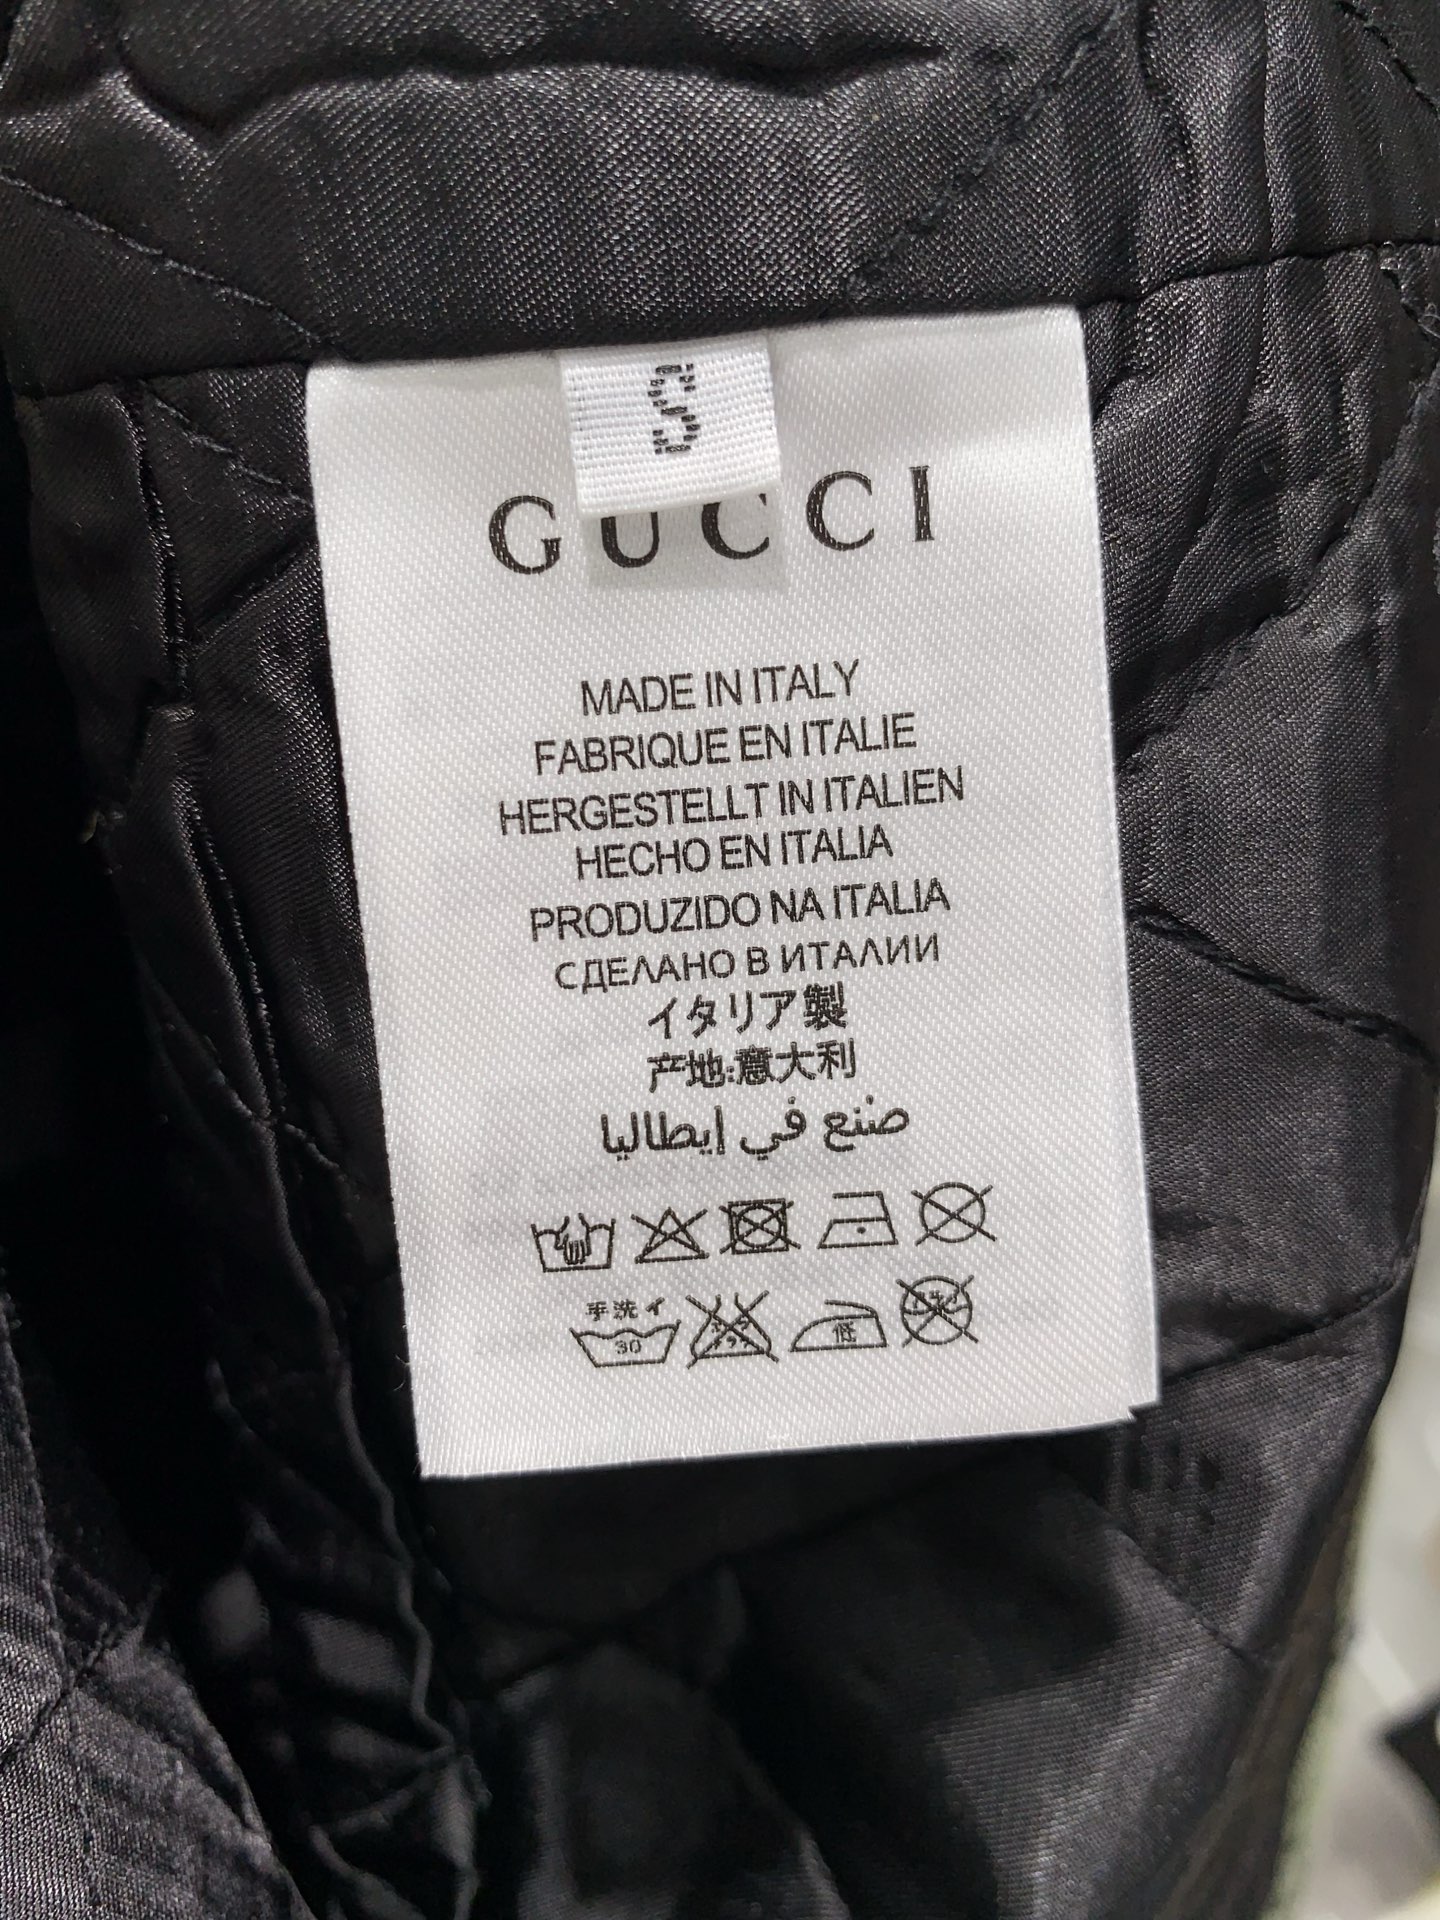 S
GUCCI
MADE IN ITALY
FABRIQUE EN ITALIE
HERGESTELLT IN ITALIEN
HECHO EN ITALIA
PRODUZIDO NA ITALIA
СДЕЛАНО В ИТАЛИИ
イタリア製
产地:意大利
صنع في إيطاليا
手洗イ
30
低